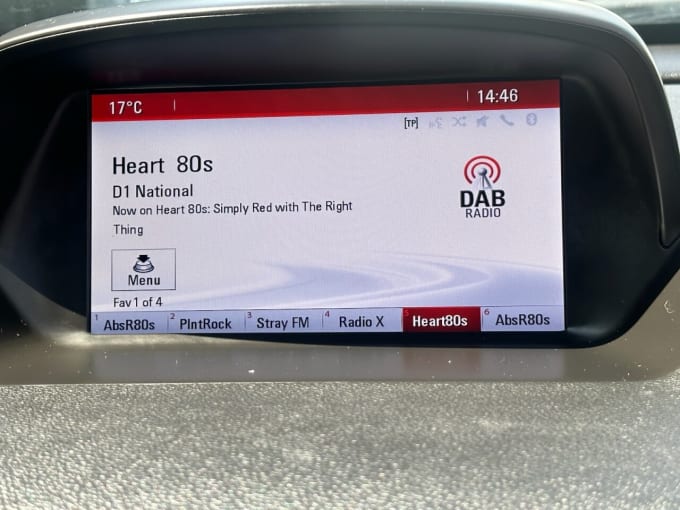 17°C
14:46
[TP]
Heart 80s
D1 National
Now on Heart 80s: Simply Red with The Right
Thing
DAB
RADIO
Menu
Fav 1 of 4
1 AbsR80s 2 PlntRock 3 Stray FM 4 Radio X 5 Heart80s 6 AbsR80s